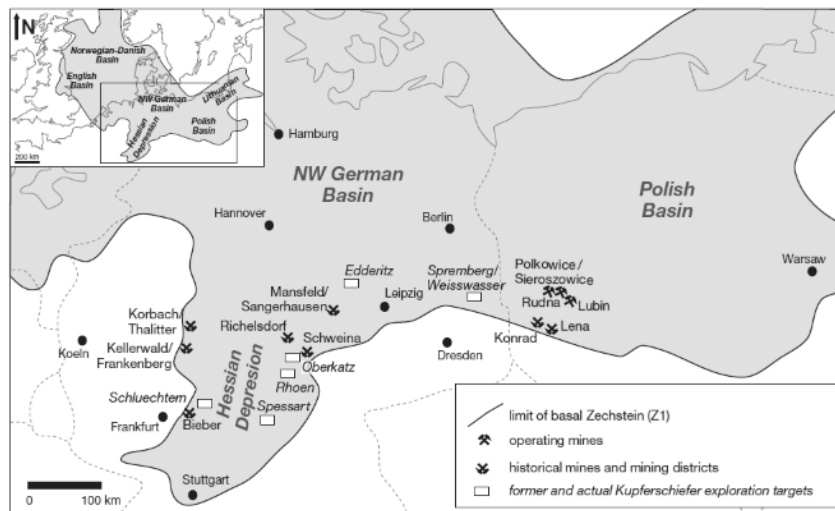 N
Norwegian-Danish
Basin
English
Basin
NW German
Basin
Lithuanian
Basin
Polish
Basin
Hessian
Depression
200 km
Hamburg
NW German
Basin
Polish
Basin
Hannover
Berlin
Warsaw
Edderitz
Spremberg/
Weisswasser
Polkowice/
Sieroszowice
Rudna
Lubin
Mansfeld/
Sangerhausen
Leipzig
Korbach/
Thalitter
Richelsdorf
Schweina
Konrad
Lena
Koeln
Kellerwald/
Frankenberg
Oberkatz
Dresden
Rhoen
Hessian
Depresion
Schluechtern
Spessart
Frankfurt
Bieber
Stuttgart
0 100 km
limit of basal Zechstein (Z1)
operating mines
historical mines and mining districts
former and actual Kupferschiefer exploration targets